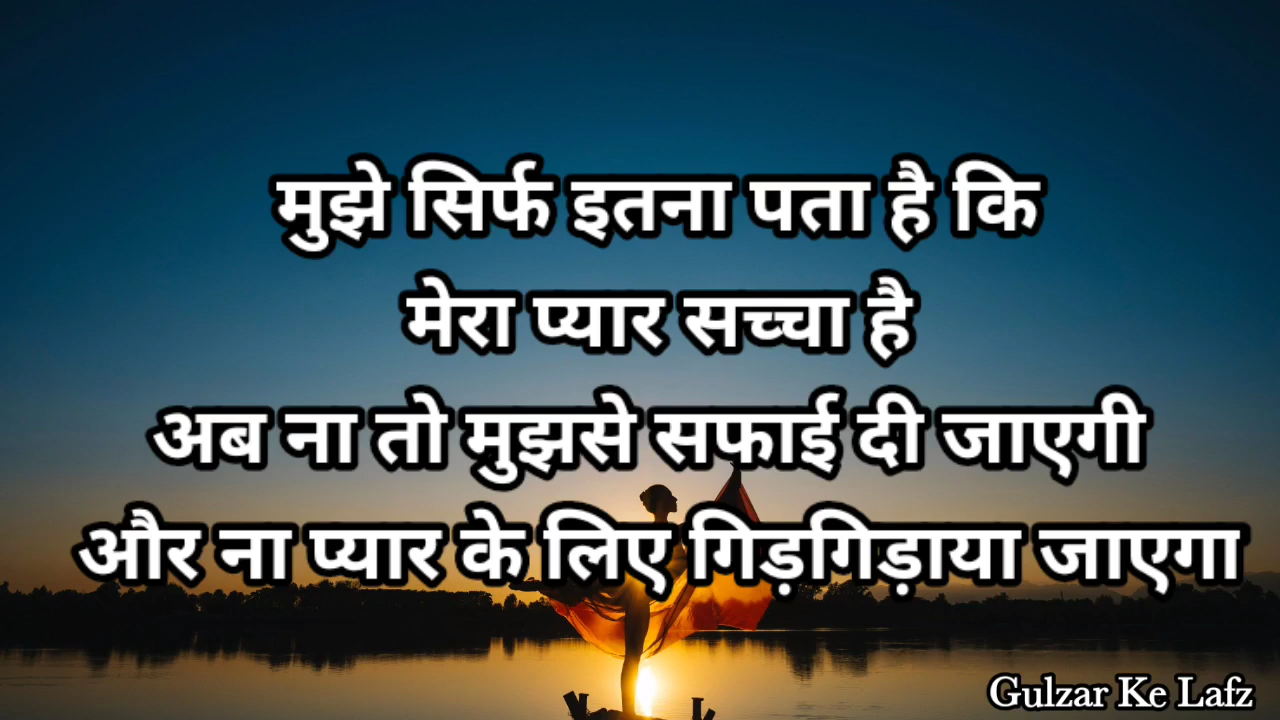 मुझे सिर्फ इतना पता है कि
मेरा प्यार सच्चा है
अब ना तो मुझसे सफाई दी जाएगी
और ना प्यार के लिए गिड़गिड़ाया जाएगा
Gulzar Ke Lafz